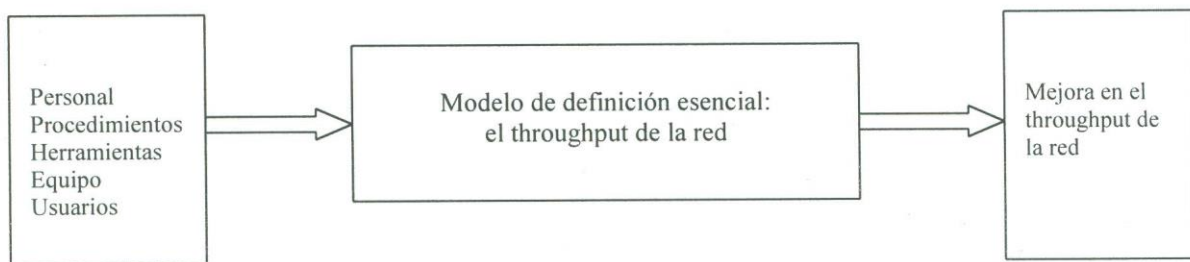 Personal
Procedimientos
Herramientas
Equipo
Usuarios
Modelo de definición esencial:
el throughput de la red
Mejora en el
throughput de
la red